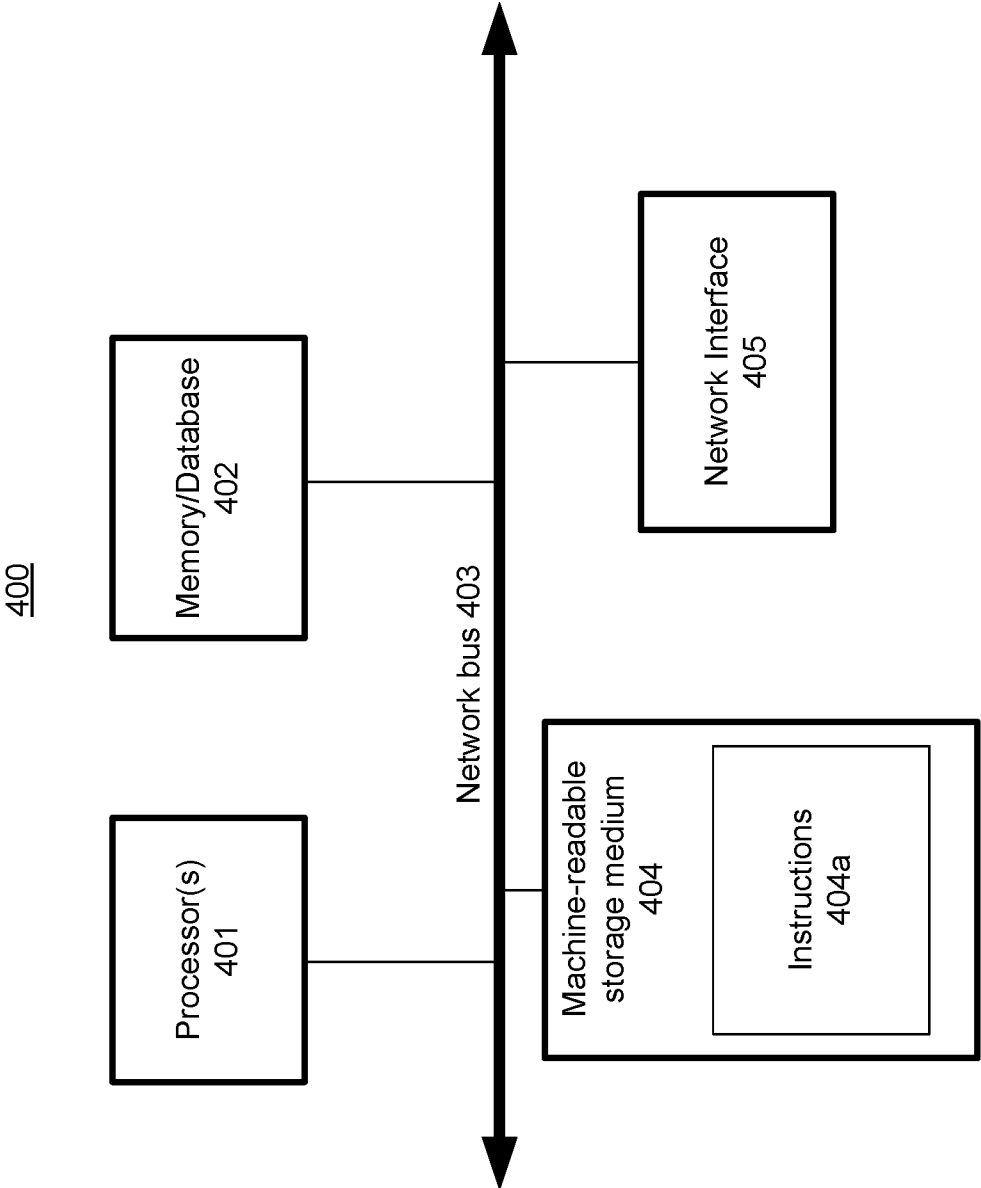 400
Processor(s)
401
Memory/Database
402
Network bus 403
Machine-readable
storage medium
404
Instructions
404a
Network Interface
405